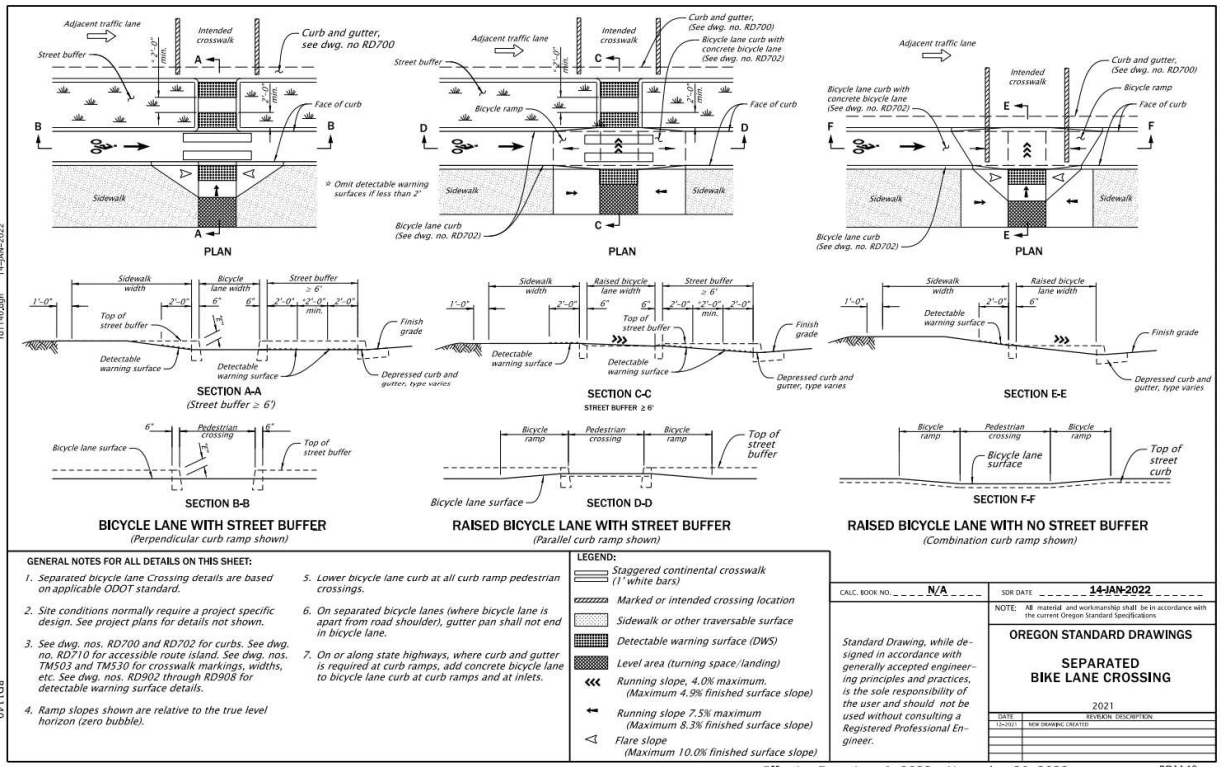 Adjacent traffic lane
Intended
crosswalk
Curb and gutter,
see dwg. no RD700
Street buffer
A
* 2'-0"
min.
2'-0"
min.
Face of curb
B
B
Sidewalk
Sidewalk
* Omit detectable warning
surfaces if less than 2'
A
PLAN
Adjacent traffic lane
Intended
crosswalk
Curb and gutter,
(See dwg. no. RD700)
Bicycle lane curb with
concrete bicycle lane
(See dwg. no. RD702)
Street buffer
C
* 2'-0"
min.
2'-0"
min.
Bicycle ramp
Face of curb
D
D
Sidewalk
Sidewalk
Bicycle lane curb
(See dwg. no. RD702)
C
PLAN
Adjacent traffic lane
Intended
crosswalk
Curb and gutter,
(See dwg. no. RD700)
Bicycle ramp
Bicycle lane curb with
concrete bicycle lane
(See dwg. no. RD702)
E
Face of curb
F
F
Sidewalk
Sidewalk
Bicycle lane curb
(See dwg. no. RD702)
E
PLAN
14-JAN-2022
Sidewalk
width
Bicycle
lane width
Street buffer
≥ 6'
1'-0"
2'-0"
6"
6"
2'-0"
*2'-0"
min.
2'-0"
Top of
street buffer
"E"
Finish
grade
Detectable
warning surface
Detectable
warning surface
Depressed curb and
gutter, type varies
SECTION A-A
(Street buffer ≥ 6')
Sidewalk
width
Raised bicycle
lane width
Street buffer
≥ 6'
1'-0"
2'-0"
6"
6"
2'-0"
*2'-0"
min.
2'-0"
Top of
street buffer
Finish
grade
Detectable
warning surface
Detectable
warning surface
Depressed curb and
gutter, type varies
SECTION C-C
STREET BUFFER ≥ 6'
Sidewalk
width
Raised bicycle
lane width
1'-0"
2'-0"
6"
Detectable
warning surface
Finish grade
Depressed curb and
gutter, type varies
SECTION E-E
6"
Pedestrian
crossing
6"
Bicycle lane surface
"E"
Top of
street buffer
SECTION B-B
BICYCLE LANE WITH STREET BUFFER
(Perpendicular curb ramp shown)
Bicycle
ramp
Pedestrian
crossing
Bicycle
ramp
Top of
street
buffer
Bicycle lane surface
SECTION D-D
RAISED BICYCLE LANE WITH STREET BUFFER
(Parallel curb ramp shown)
Bicycle
ramp
Pedestrian
crossing
Bicycle
ramp
Bicycle lane
surface
Top of
street
curb
SECTION F-F
RAISED BICYCLE LANE WITH NO STREET BUFFER
(Combination curb ramp shown)
GENERAL NOTES FOR ALL DETAILS ON THIS SHEET:
1. Separated bicycle lane Crossing details are based
on applicable ODOT standard.
2. Site conditions normally require a project specific
design. See project plans for details not shown.
3. See dwg. nos. RD700 and RD702 for curbs. See dwg.
no. RD710 for accessible route island. See dwg. nos.
TM503 and TM530 for crosswalk markings, widths,
etc. See dwg. nos. RD902 through RD908 for
detectable warning surface details.
4. Ramp slopes shown are relative to the true level
horizon (zero bubble).
5. Lower bicycle lane curb at all curb ramp pedestrian
crossings.
6. On separated bicycle lanes (where bicycle lane is
apart from road shoulder), gutter pan shall not end
in bicycle lane.
7. On or along state highways, where curb and gutter
is required at curb ramps, add concrete bicycle lane
to bicycle lane curb at curb ramps and at inlets.
LEGEND:
Staggered continental crosswalk
(1' white bars)
Marked or intended crossing location
Sidewalk or other traversable surface
Detectable warning surface (DWS)
Level area (turning space/landing)
Running slope, 4.0% maximum.
(Maximum 4.9% finished surface slope)
Running slope 7.5% maximum
(Maximum 8.3% finished surface slope)
Flare slope
(Maximum 10.0% finished surface slope)
CALC. BOOK NO. N/A
SDR DATE 14-JAN-2022
NOTE: All material and workmanship shall be in accordance with
the current Oregon Standard Specifications
Standard Drawing, while de-
signed in accordance with
generally accepted engineer-
ing principles and practices,
is the sole responsibility of
the user and should not be
used without consulting a
Registered Professional En-
gineer.
OREGON STANDARD DRAWINGS
SEPARATED
BIKE LANE CROSSING
2021
DATE REVISION DESCRIPTION
12-2021 NEW DRAWING CREATED